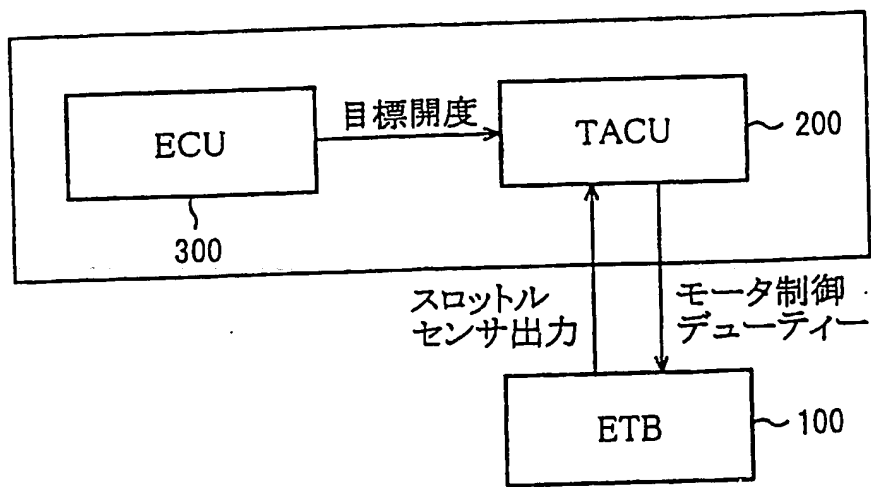 ECU
目標開度
TACU
200
300
スロットル
センサ出力
モータ制御
デューティー
ETB
100